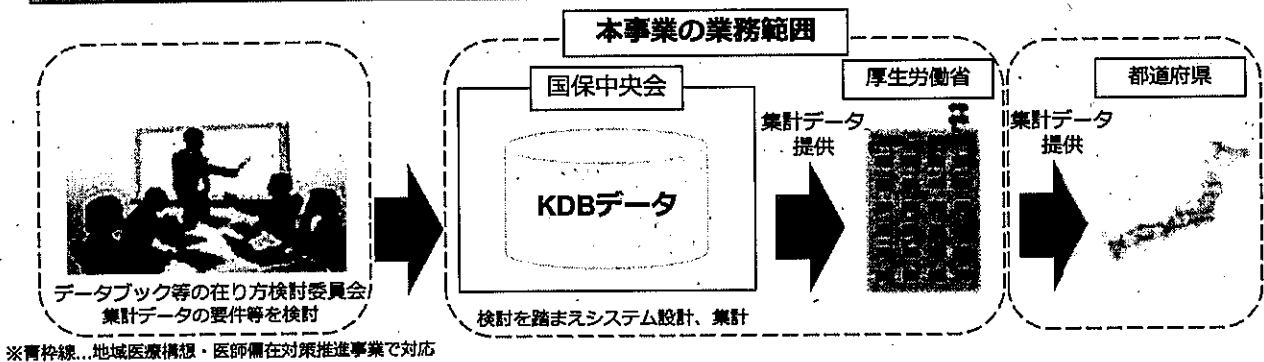 本事業の業務範囲
国保中央会
厚生労働省
都道府県
集計データ
提供
集計データ
提供
KDBデータ
データブック等の在り方検討委員会
集計データの要件等を検討
検討を踏まえシステム設計、集計
※青枠線…地域医療構想・医師偏在対策推進事業で対応